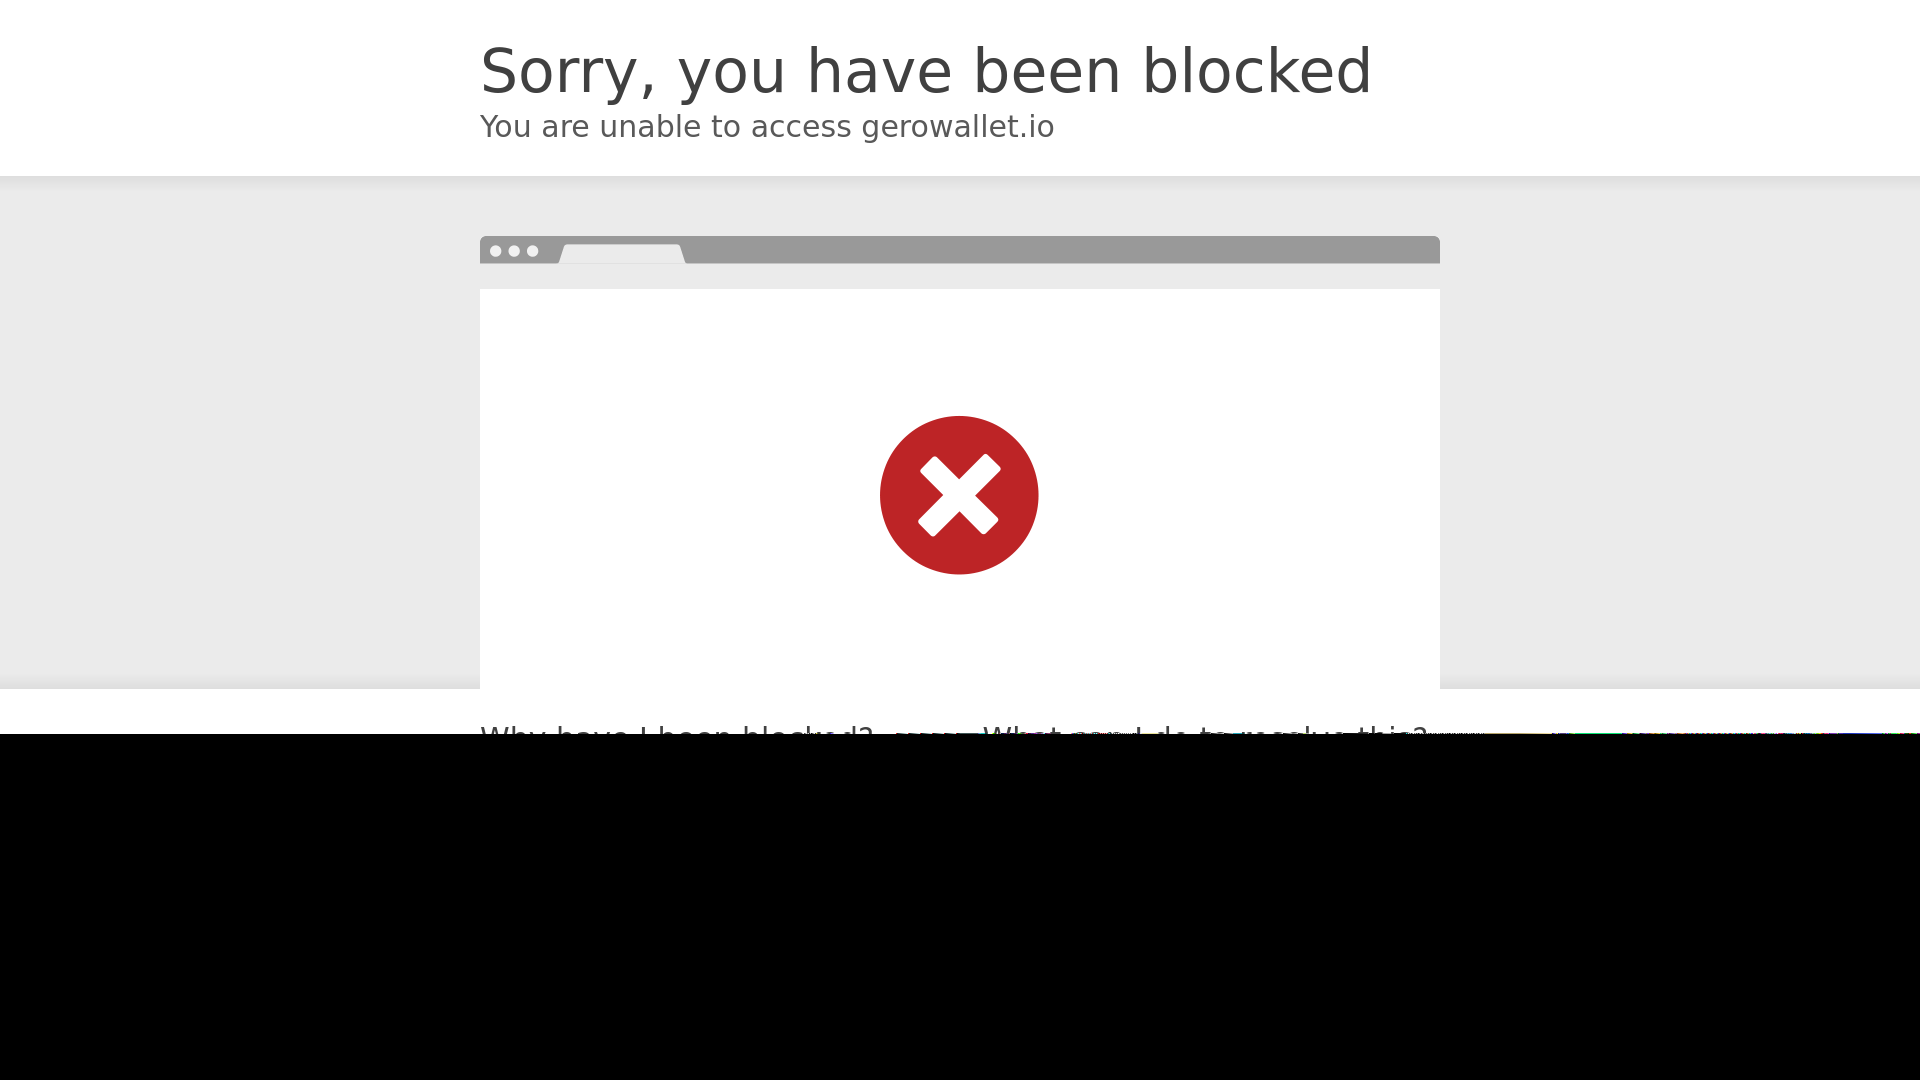 Sorry, you have been blocked
You are unable to access gerowallet.io
Why have I been blocked?
What can I do to resolve this?